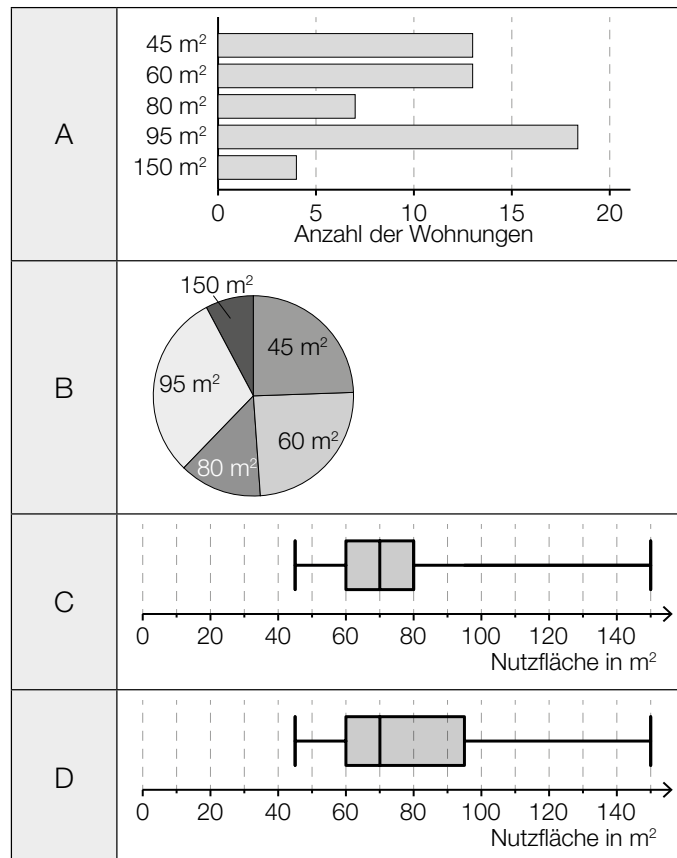 A
45 m²
60 m²
80 m²
95 m²
150 m²
0 5 10 15 20
Anzahl der Wohnungen
B
150 m²
45 m²
95 m²
60 m²
80 m²
C
0 20 40 60 80 100 120 140
Nutzfläche in m²
D
0 20 40 60 80 100 120 140
Nutzfläche in m²